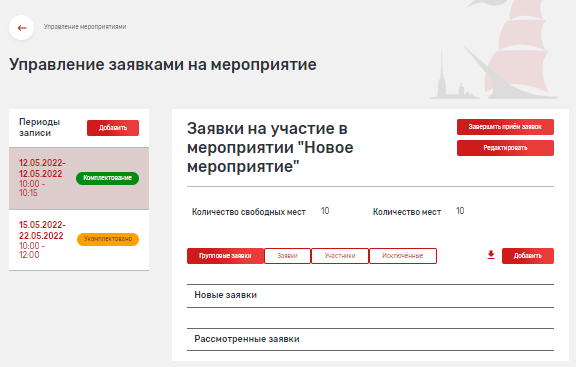 Управление мероприятиями
Управление заявками на мероприятие
Периоды
записи
Добавить
12.05.2022-
12.05.2022
10:00 -
10:15
Комплектование
15.05.2022-
22.05.2022
10:00 -
12:00
Укомплектовано
Заявки на участие в
мероприятии "Новое
мероприятие"
Завершить приём заявок
Редактировать
Количество свободных мест 10 Количество мест 10
Групповые заявки Заявки Участники Исключённые Добавить
Новые заявки
Рассмотренные заявки